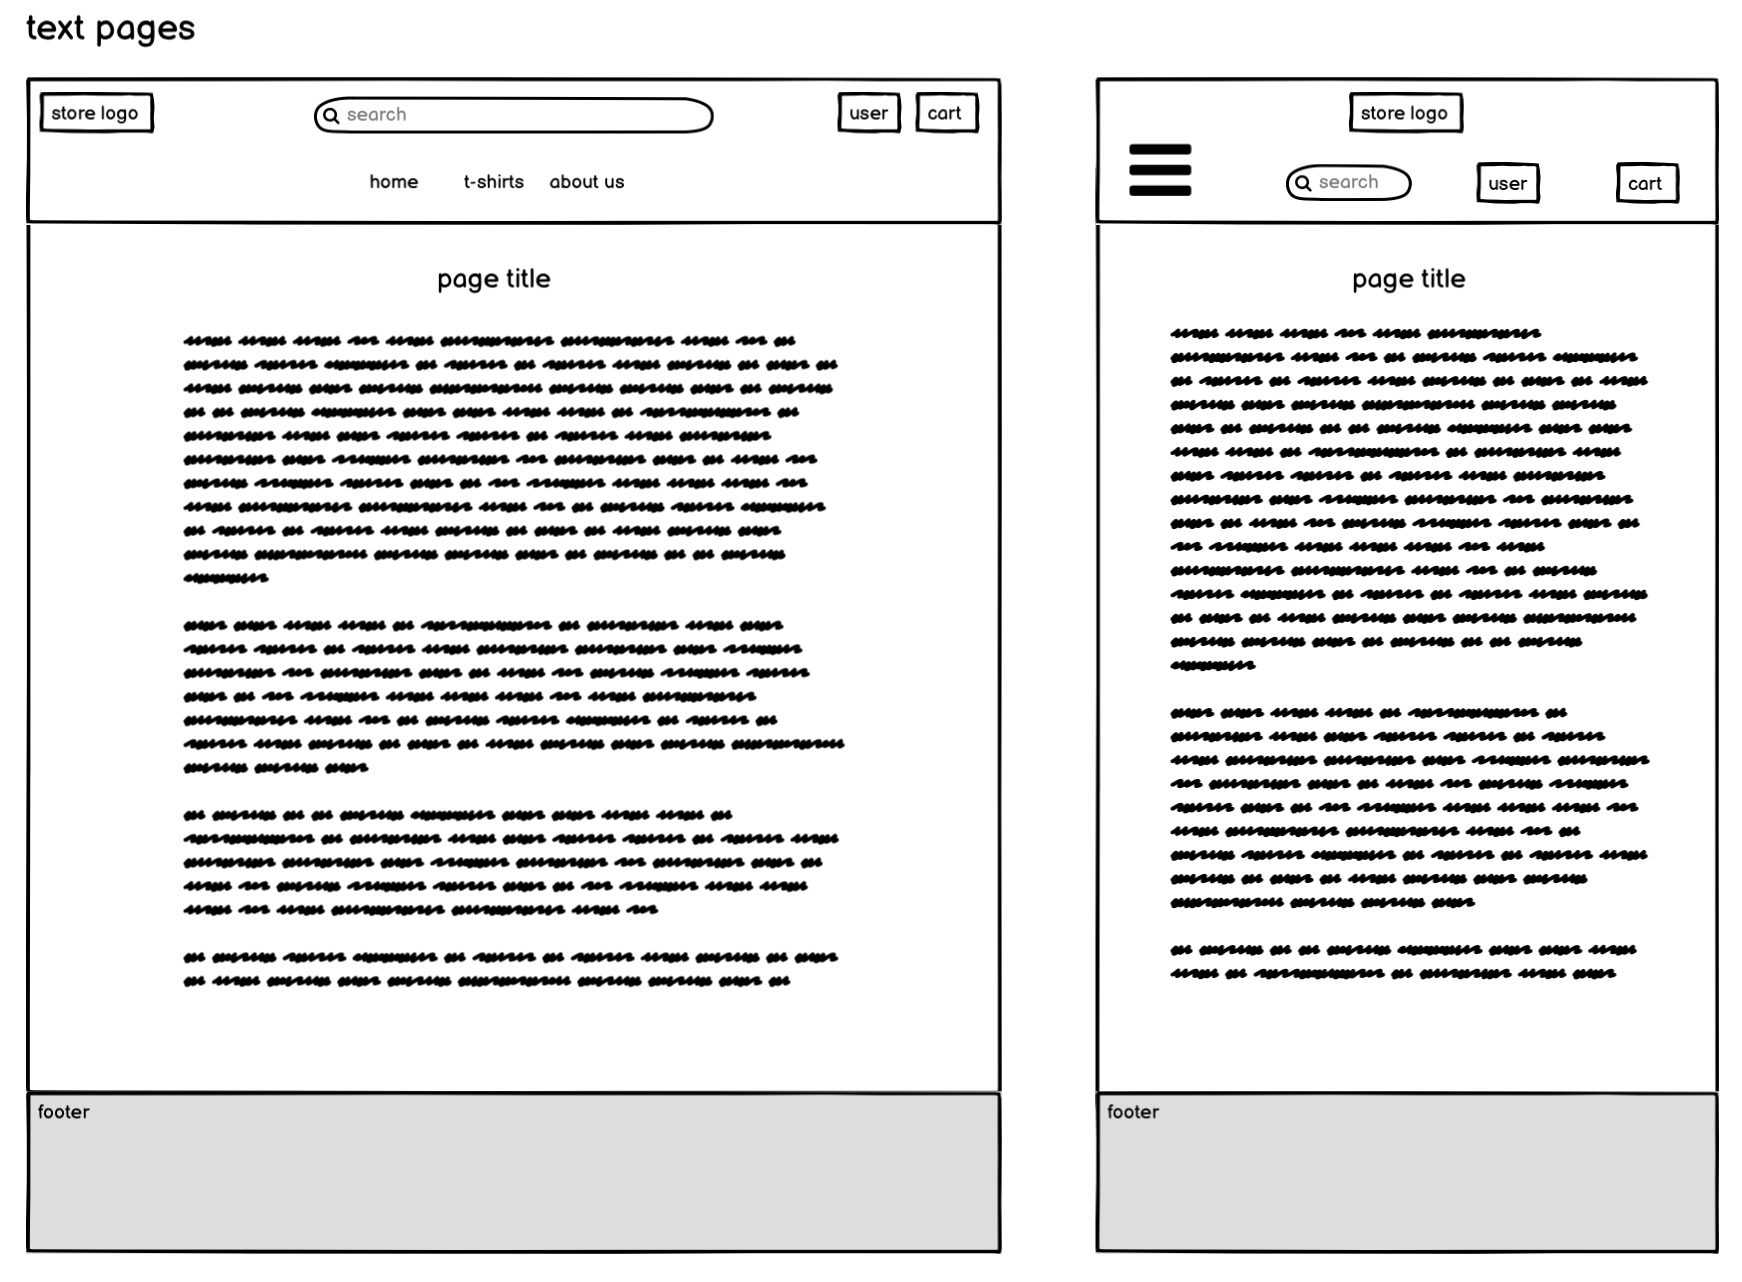 text pages
store logo
search
user
cart
home t-shirts about us
page title
footer
store logo
search
user
cart
page title
footer